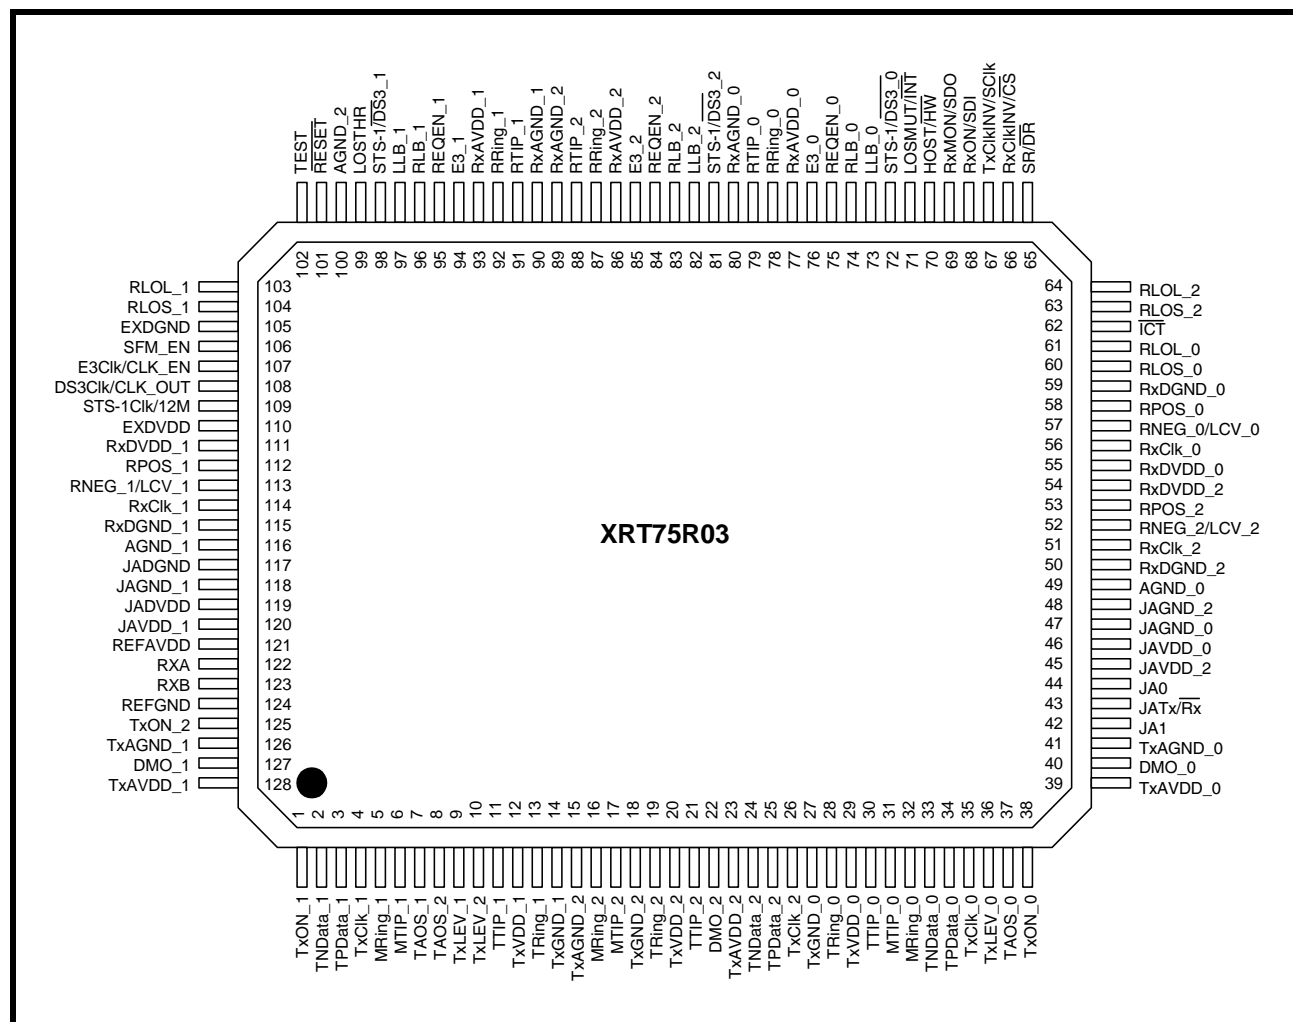 TEST
RESET
AGND_2
LOSTHR
STS-1/DS3_1
LLB_1
RLB_1
REQEN_1
E3_1
RxAVDD_1
RRing_1
RTIP_1
RxAGND_1
RxAGND_2
RTIP_2
RRing_2
RxAVDD_2
E3_2
REQEN_2
RLB_2
LLB_2
STS-1/DS3_2
RxAGND_0
RTIP_0
RRing_0
RxAVDD_0
E3_0
REQEN_0
RLB_0
LLB_0
STS-1/DS3_0
LOSMUT/INT
HOST/HW
RxMON/SDO
RxON/SDI
TxClkINV/SClk
RxClkINV/CS
SR/DR
102
101
100
99
98
97
96
95
94
93
92
91
90
89
88
87
86
85
84
83
82
81
80
79
78
77
76
75
74
73
72
71
70
69
68
67
66
65
RLOL_1 103
RLOS_1 104
EXDGND 105
SFM_EN 106
E3Clk/CLK_EN 107
DS3Clk/CLK_OUT 108
STS-1Clk/12M 109
EXDVDD 110
RxDVDD_1 111
RPOS_1 112
RNEG_1/LCV_1 113
RxClk_1 114
RxDGND_1 115
AGND_1 116
JADGND 117
JAGND_1 118
JADVDD 119
JAVDD_1 120
REFAVDD 121
RXA 122
RXB 123
REFGND 124
TxON_2 125
TxAGND_1 126
DMO_1 127
TxAVDD_1 128
XRT75R03
64 RLOL_2
63 RLOS_2
62 ICT
61 RLOL_0
60 RLOS_0
59 RxDGND_0
58 RPOS_0
57 RNEG_0/LCV_0
56 RxClk_0
55 RxDVDD_0
54 RxDVDD_2
53 RPOS_2
52 RNEG_2/LCV_2
51 RxClk_2
50 RxDGND_2
49 AGND_0
48 JAGND_2
47 JAGND_0
46 JAVDD_0
45 JAVDD_2
44 JA0
43 JATx/Rx
42 JA1
41 TxAGND_0
40 DMO_0
39 TxAVDD_0
1
2
3
4
5
6
7
8
9
10
11
12
13
14
15
16
17
18
19
20
21
22
23
24
25
26
27
28
29
30
31
32
33
34
35
36
37
38
TxON_1
TNData_1
TPData_1
TxClk_1
MRing_1
MTIP_1
TAOS_1
TAOS_2
TxLEV_1
TxLEV_2
TTIP_1
TxVDD_1
TRing_1
TxGND_1
TxAGND_2
MRing_2
MTIP_2
TxGND_2
TRing_2
TxVDD_2
TTIP_2
DMO_2
TxAVDD_2
TNData_2
TPData_2
TxClk_2
TxGND_0
TRing_0
TxVDD_0
TTIP_0
MTIP_0
MRing_0
TNData_0
TPData_0
TxClk_0
TxLEV_0
TAOS_0
TxON_0